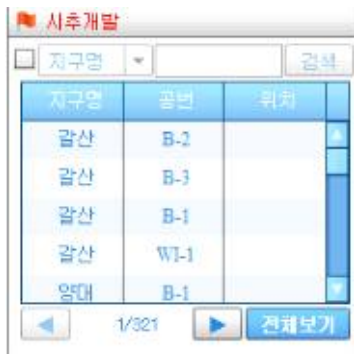 시추개발
지구명 검색
지구명 공번 위치
갈산 B-2
갈산 B-3
갈산 B-1
갈산 WI-1
양대 B-1
1/321 전체보기